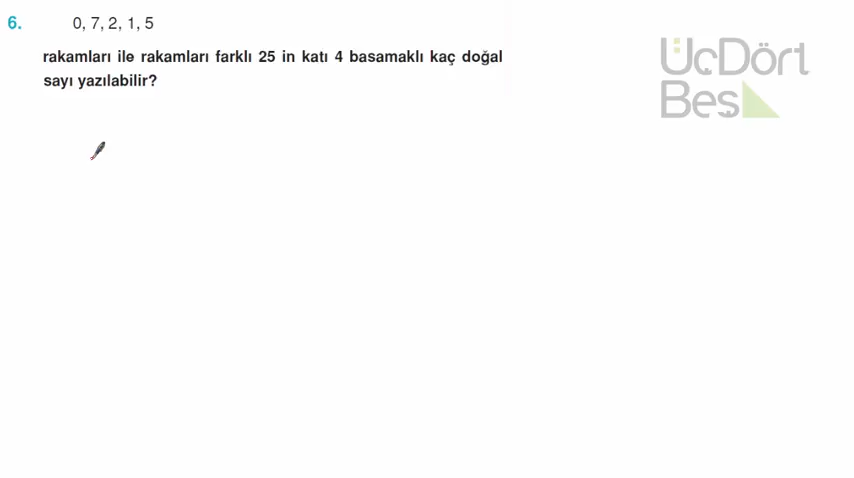 6. 0, 7, 2, 1, 5
rakamları ile rakamları farklı 25 in katı 4 basamaklı kaç doğal
sayı yazılabilir?
ÜçDört
Beş